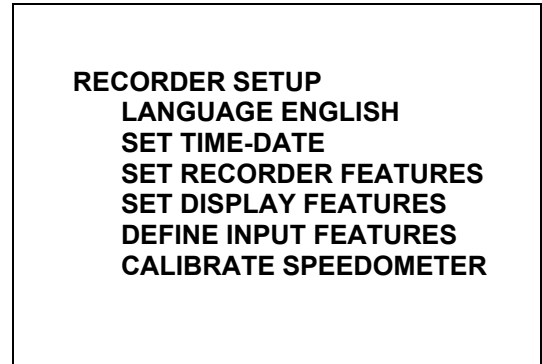 RECORDER SETUP
LANGUAGE ENGLISH
SET TIME-DATE
SET RECORDER FEATURES
SET DISPLAY FEATURES
DEFINE INPUT FEATURES
CALIBRATE SPEEDOMETER